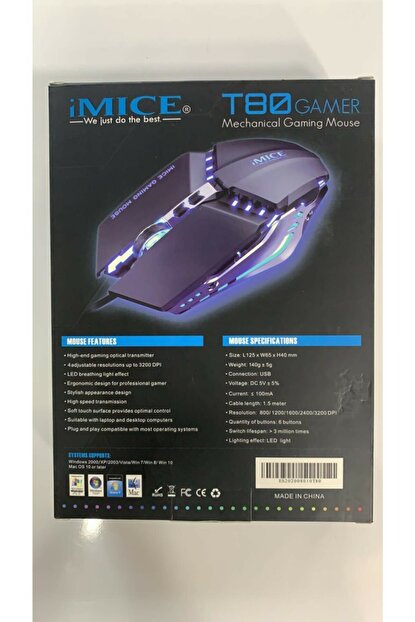 iMICE®
We just do the best.
T80 GAMER
Mechanical Gaming Mouse
iMICE GAMING MOUSE
iMICE
MOUSE FEATURES
• High-end gaming optical transmitter
• 4adjustable resolutions up to 3200 DPI
• LED breathing light effect
• Ergonomic design for professional gamer
• Stylish appearance design
• High speed transmission
• Soft touch surface provides optimal control
• Suitable with laptop and desktop computers
• Plug end play compatible with most operating systems
MOUSE SPECIFICATIONS
• Size: L125 x W65 x H40 mm
• Weight: 140g ± 5g
• Connection: USB
• Voltage: DC 5V ± 5%
• Current: ≤ 100mA
• Cable length: 1.5 meter
• Resolution: 800/ 1200/1600/2400/3200 DPI
• Quantity of buttons: 6 buttons
• Switch lifespan: > 3 million times
• Lighting effect: LED light
SYSTEMS SUPPORTS:
Windows 2000/XP/2003/Vista/Win 7/Win 8/ Win 10
Mac OS 10 or later
Mac
FC CE
MADE IN CHINA